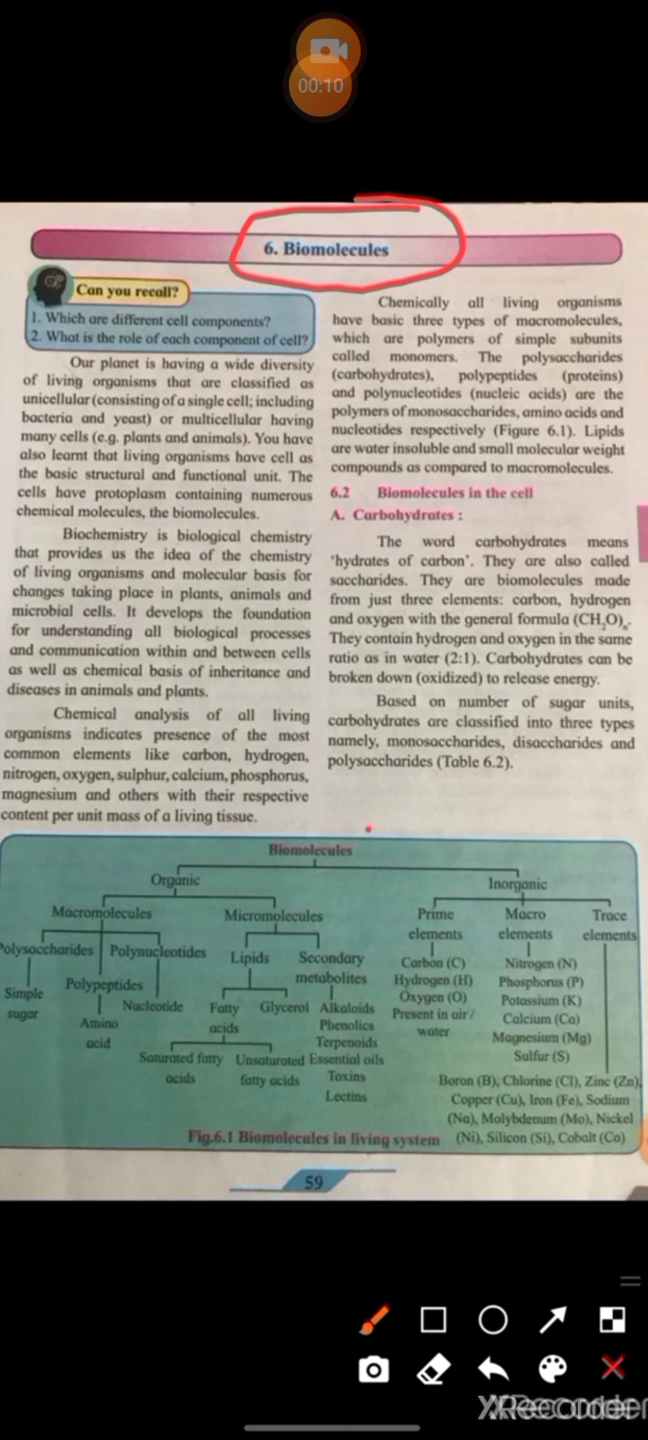 00:10
6. Biomolecules
Can you recall?
1. Which are different cell components?
2. What is the role of each component of cell?
Our planet is having a wide diversity
of living organisms that are classified as
unicellular (consisting of a single cell; including
bacteria and yeast) or multicellular having
many cells (e.g. plants and animals). You have
also learnt that living organisms have cell as
the basic structural and functional unit. The
cells have protoplasm containing numerous
chemical molecules, the biomolecules.
Biochemistry is biological chemistry
that provides us the idea of the chemistry
of living organisms and molecular basis for
changes taking place in plants, animals and
microbial cells. It develops the foundation
for understanding all biological processes
and communication within and between cells
as well as chemical basis of inheritance and
diseases in animals and plants.
Chemical analysis of all living
organisms indicates presence of the most
common elements like carbon, hydrogen,
nitrogen, oxygen, sulphur, calcium, phosphorus,
magnesium and others with their respective
content per unit mass of a living tissue.
Chemically all living organisms
have basic three types of macromolecules,
which are polymers of simple subunits
called monomers. The polysaccharides
(carbohydrates), polypeptides (proteins)
and polynucleotides (nucleic acids) are the
polymers of monosaccharides, amino acids and
nucleotides respectively (Figure 6.1). Lipids
are water insoluble and small molecular weight
compounds as compared to macromolecules.
6.2 Biomolecules in the cell
A. Carbohydrates :
The word carbohydrates means
‘hydrates of carbon’. They are also called
saccharides. They are biomolecules made
from just three elements: carbon, hydrogen
and oxygen with the general formula (CH₂O)ₙ.
They contain hydrogen and oxygen in the same
ratio as in water (2:1). Carbohydrates can be
broken down (oxidized) to release energy.
Based on number of sugar units,
carbohydrates are classified into three types
namely, monosaccharides, disaccharides and
polysaccharides (Table 6.2).
Biomolecules
Organic
Inorganic
Macromolecules
Micromolecules
Prime
elements
Macro
elements
Trace
elements
Polysaccharides
Polynucleotides
Lipids
Secondary
metabolites
Simple
sugar
Polypeptides
Amino
acid
Nucleotide
Fatty
acids
Glycerol
Alkaloids
Phenolics
Terpenoids
Essential oils
Toxins
Lectins
Saturated fatty
acids
Unsaturated
fatty acids
Carbon (C)
Hydrogen (H)
Oxygen (O)
Present in air /
water
Nitrogen (N)
Phosphorus (P)
Potassium (K)
Calcium (Ca)
Magnesium (Mg)
Sulfur (S)
Boron (B), Chlorine (Cl), Zinc (Zn),
Copper (Cu), Iron (Fe), Sodium
(Na), Molybdenum (Mo), Nickel
(Ni), Silicon (Si), Cobalt (Co)
Fig.6.1 Biomolecules in living system
59
XRecorder